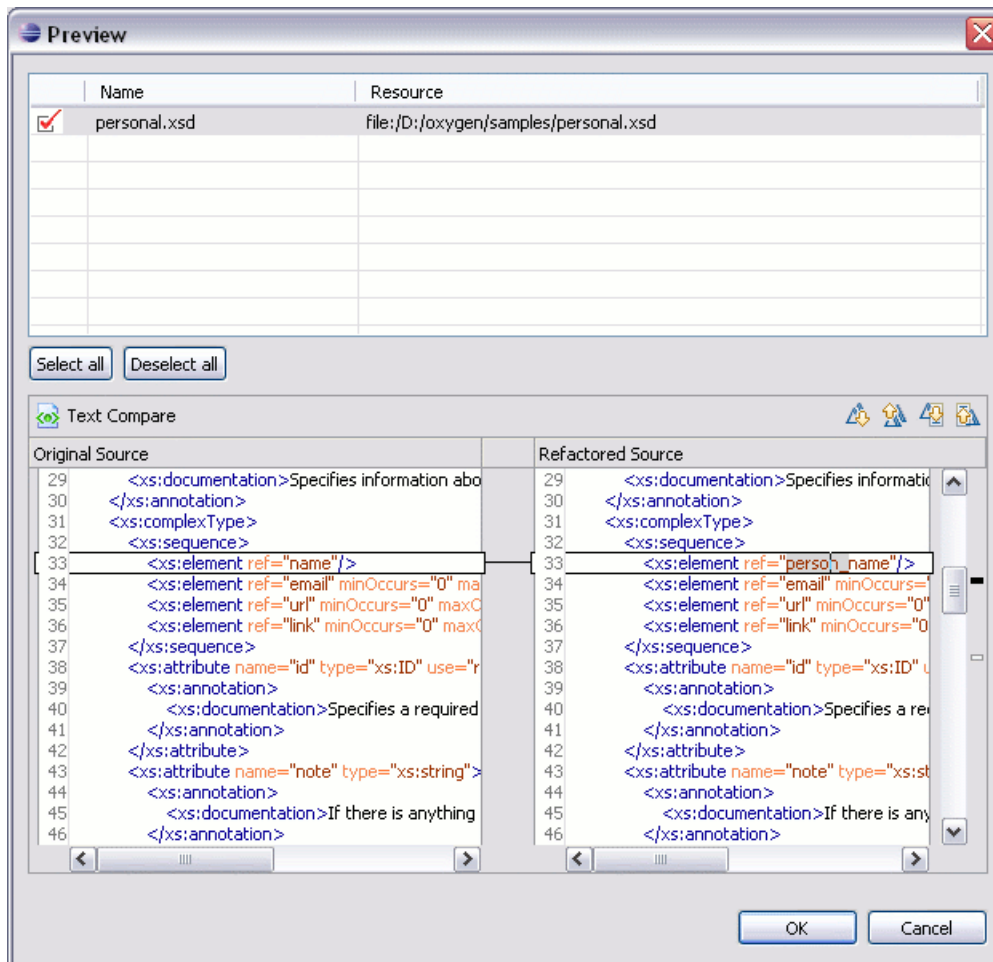 Preview
Name Resource
personal.xsd file:/D:/oxygen/samples/personal.xsd
Select all Deselect all
Text Compare
Original Source
29 <xs:documentation>Specifies information abo
30 </xs:annotation>
31 <xs:complexType>
32 <xs:sequence>
33 <xs:element ref="name"/>
34 <xs:element ref="email" minOccurs="0" ma
35 <xs:element ref="url" minOccurs="0" maxO
36 <xs:element ref="link" minOccurs="0" maxO
37 </xs:sequence>
38 <xs:attribute name="id" type="xs:ID" use="r
39 <xs:annotation>
40 <xs:documentation>Specifies a required
41 </xs:annotation>
42 </xs:attribute>
43 <xs:attribute name="note" type="xs:string">
44 <xs:annotation>
45 <xs:documentation>If there is anything
46 </xs:annotation>
Refactored Source
29 <xs:documentation>Specifies informatio
30 </xs:annotation>
31 <xs:complexType>
32 <xs:sequence>
33 <xs:element ref="person_name"/>
34 <xs:element ref="email" minOccurs="
35 <xs:element ref="url" minOccurs="0"
36 <xs:element ref="link" minOccurs="0
37 </xs:sequence>
38 <xs:attribute name="id" type="xs:ID" u
39 <xs:annotation>
40 <xs:documentation>Specifies a re
41 </xs:annotation>
42 </xs:attribute>
43 <xs:attribute name="note" type="xs:st
44 <xs:annotation>
45 <xs:documentation>If there is any
46 </xs:annotation>
OK Cancel